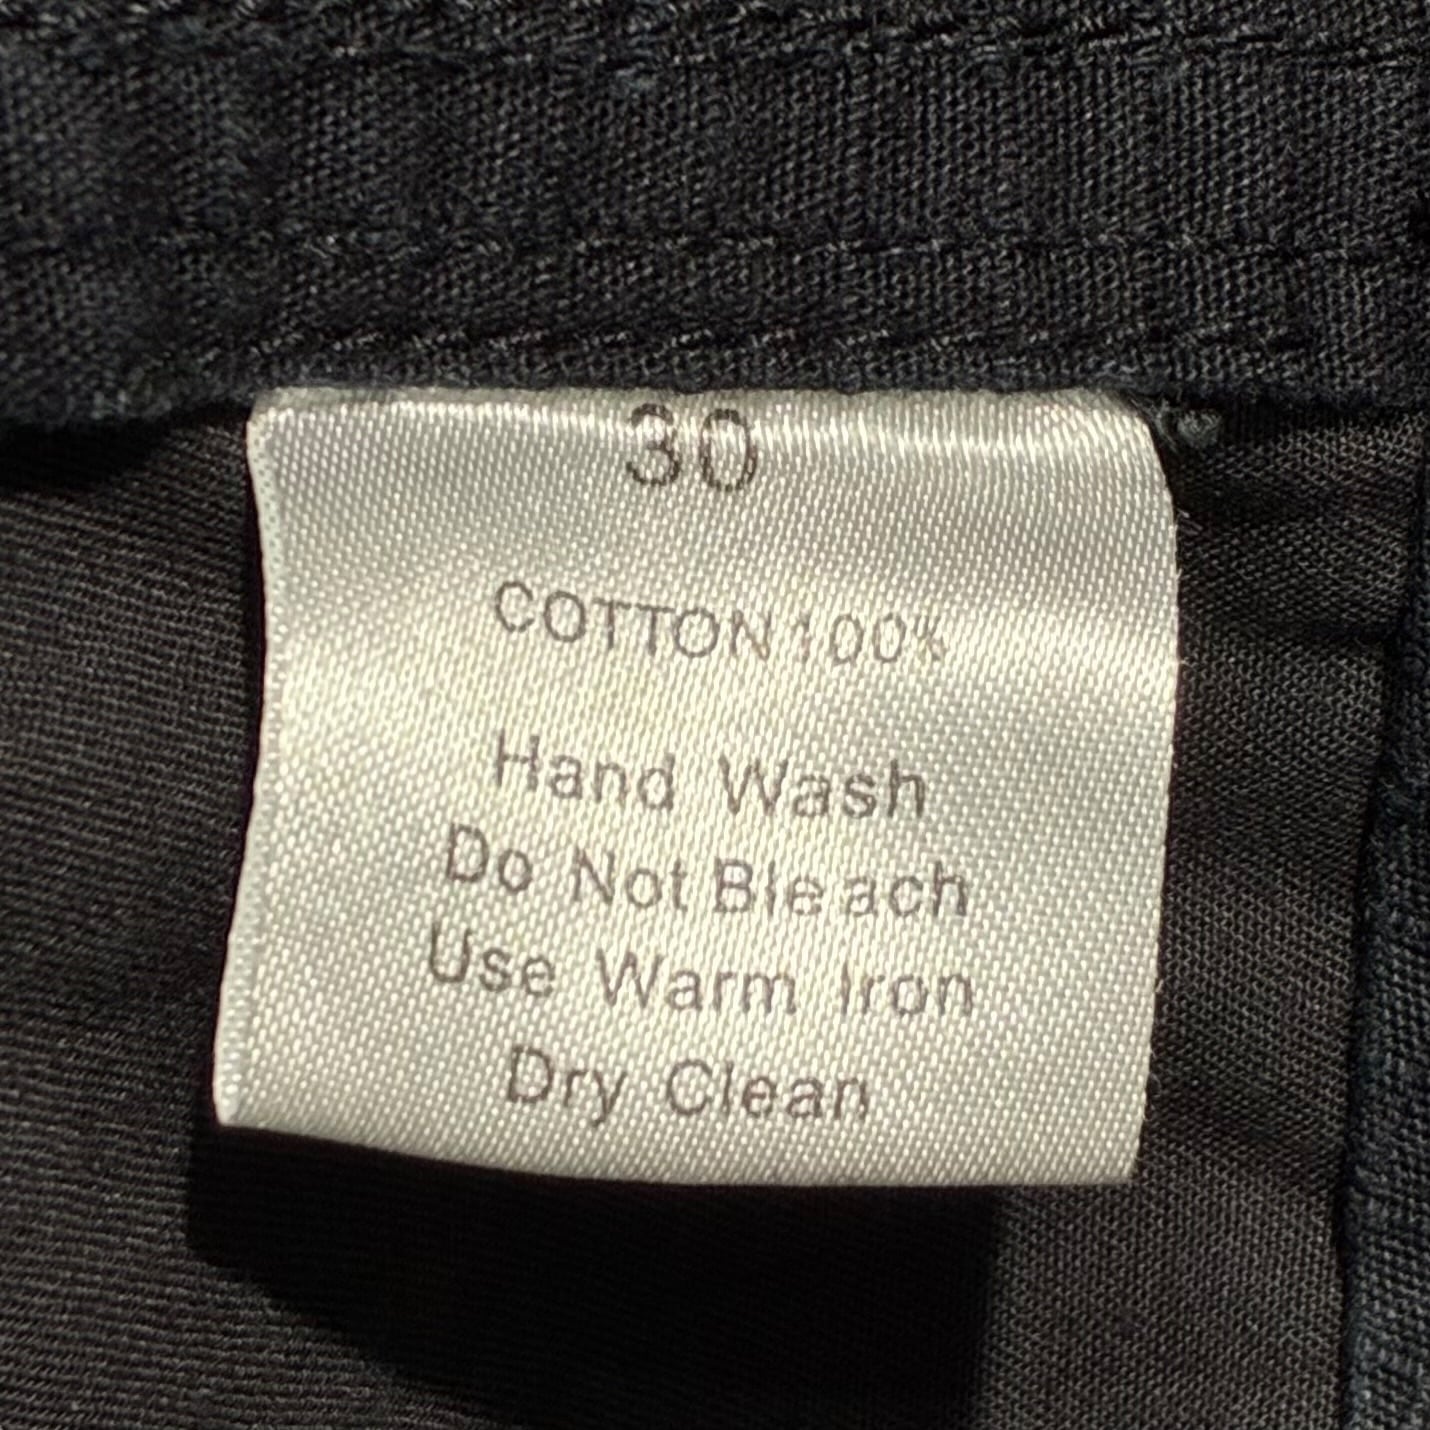 30
COTTON 100%
Hand Wash
Do Not Bleach
Use Warm Iron
Dry Clean